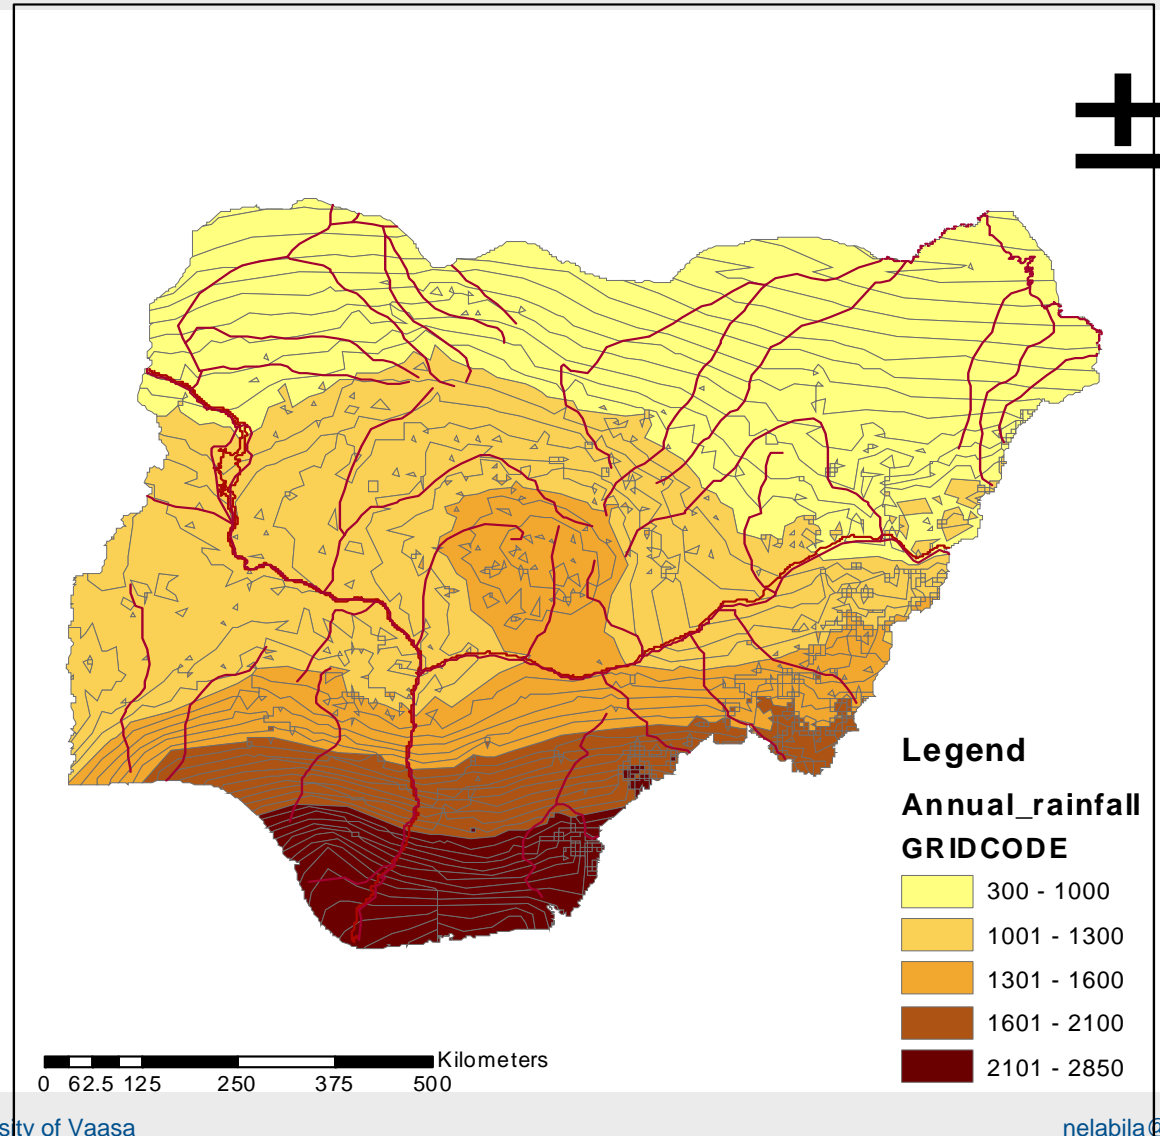 Legend
Annual_rainfall
GRIDCODE
300 - 1000
1001 - 1300
1301 - 1600
1601 - 2100
2101 - 2850
Kilometers
0 62.5 125 250 375 500
sity of Vaasa
nelabila@